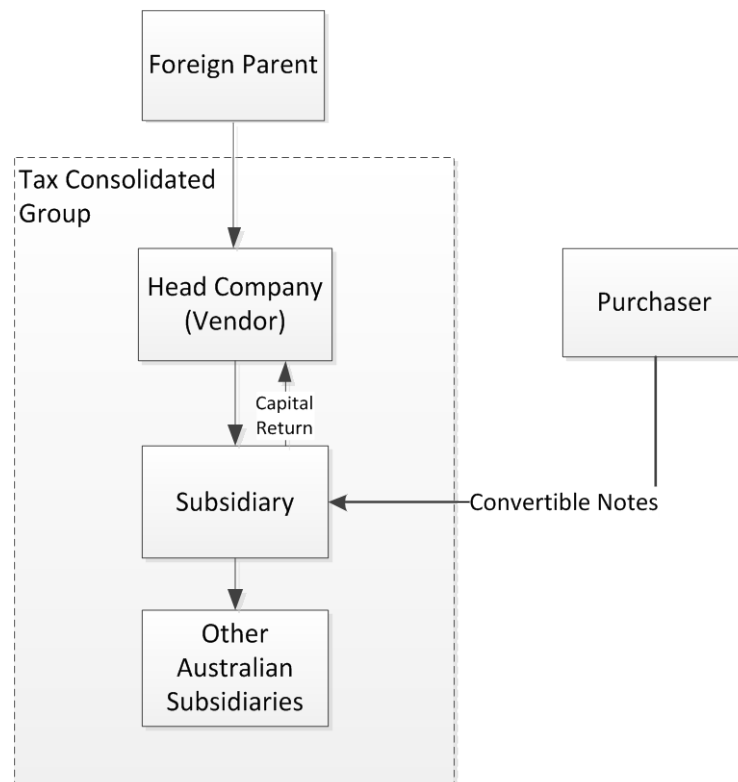 Foreign Parent
Tax Consolidated
Group
Head Company
(Vendor)
Purchaser
Capital
Return
Subsidiary
Convertible Notes
Other
Australian
Subsidiaries